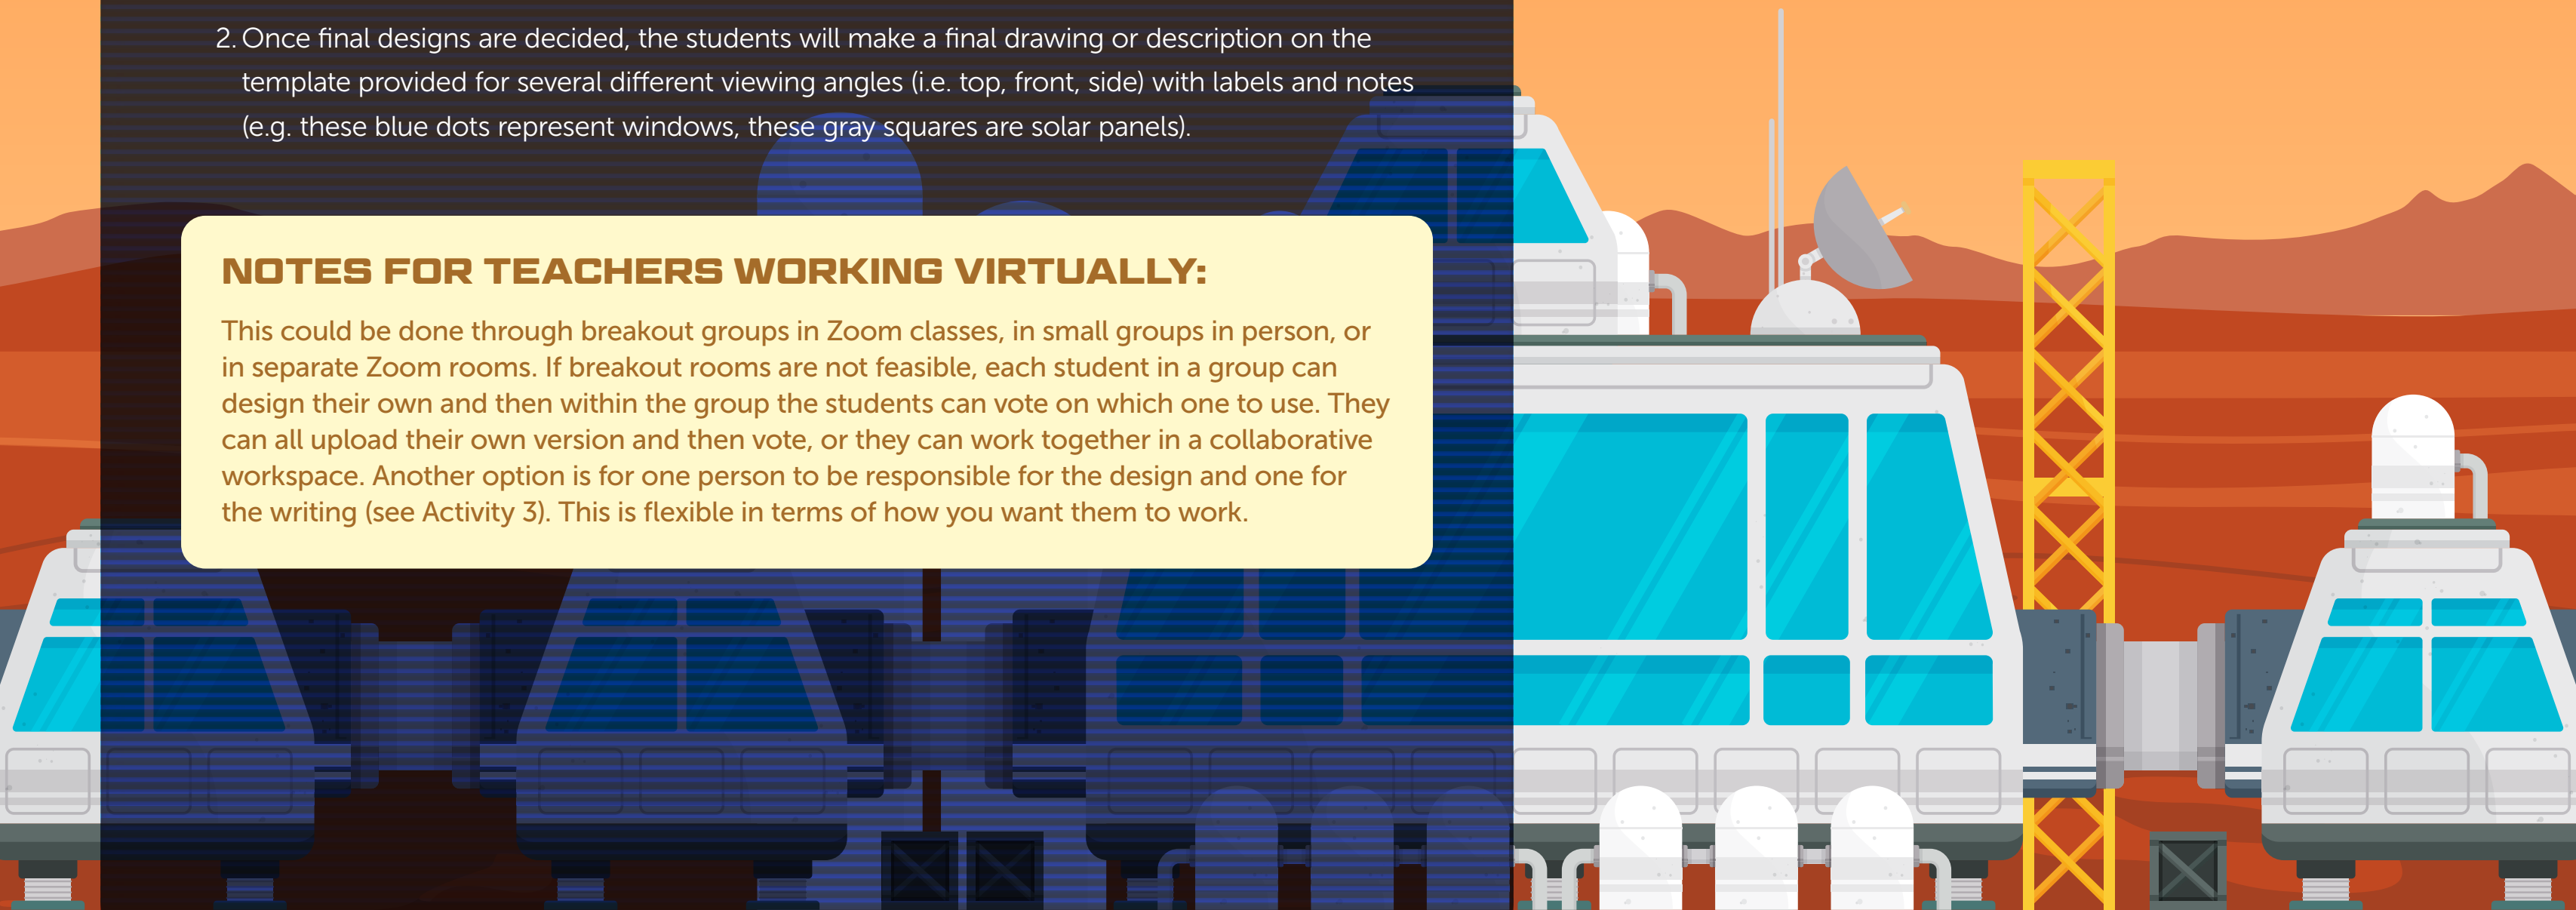 2. Once final designs are decided, the students will make a final drawing or description on the
template provided for several different viewing angles (i.e. top, front, side) with labels and notes
(e.g. these blue dots represent windows, these gray squares are solar panels).
NOTES FOR TEACHERS WORKING VIRTUALLY:
This could be done through breakout groups in Zoom classes, in small groups in person, or
in separate Zoom rooms. If breakout rooms are not feasible, each student in a group can
design their own and then within the group the students can vote on which one to use. They
can all upload their own version and then vote, or they can work together in a collaborative
workspace. Another option is for one person to be responsible for the design and one for
the writing (see Activity 3). This is flexible in terms of how you want them to work.